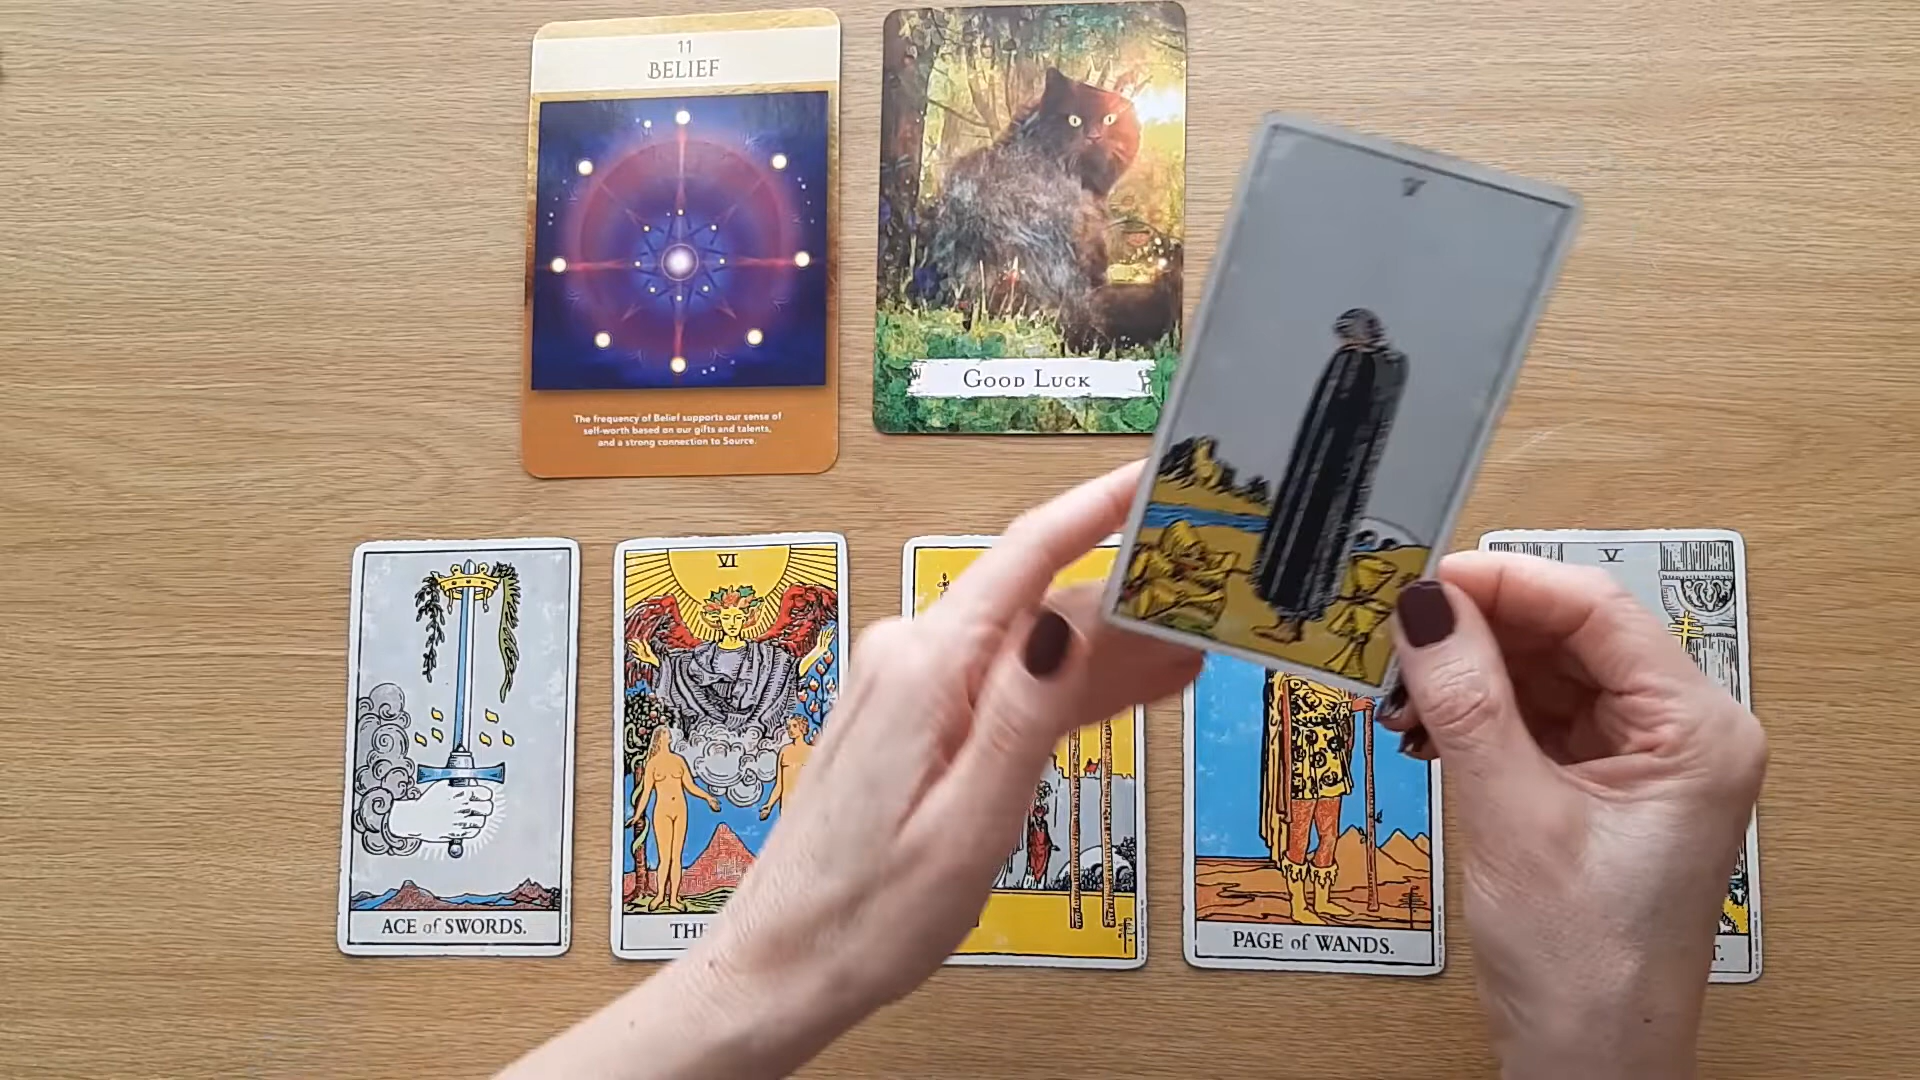 11
BELIEF
The frequency of Belief supports our sense of
self-worth based on our gifts and talents,
and a strong connection to Source.
GOOD LUCK
V
ACE of SWORDS.
VI
THE
PAGE of WANDS.
V
T.